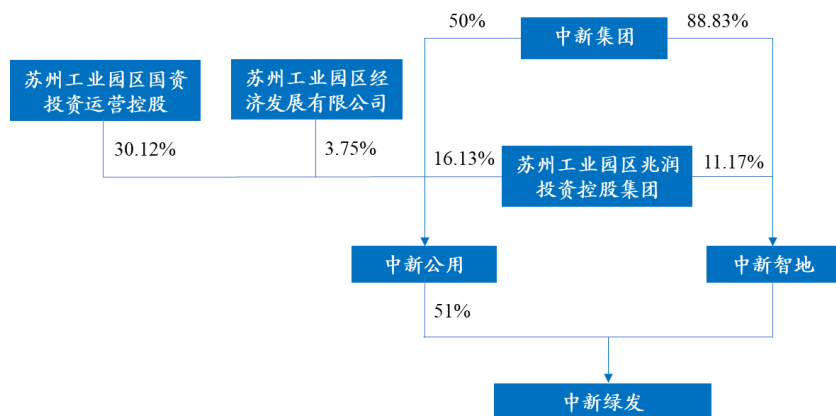 50%
中新集团
88.83%
苏州工业园区国资
投资运营控股
苏州工业园区经
济发展有限公司
30.12%
3.75%
16.13%
苏州工业园区兆润
投资控股集团
11.17%
中新公用
中新智地
51%
中新绿发